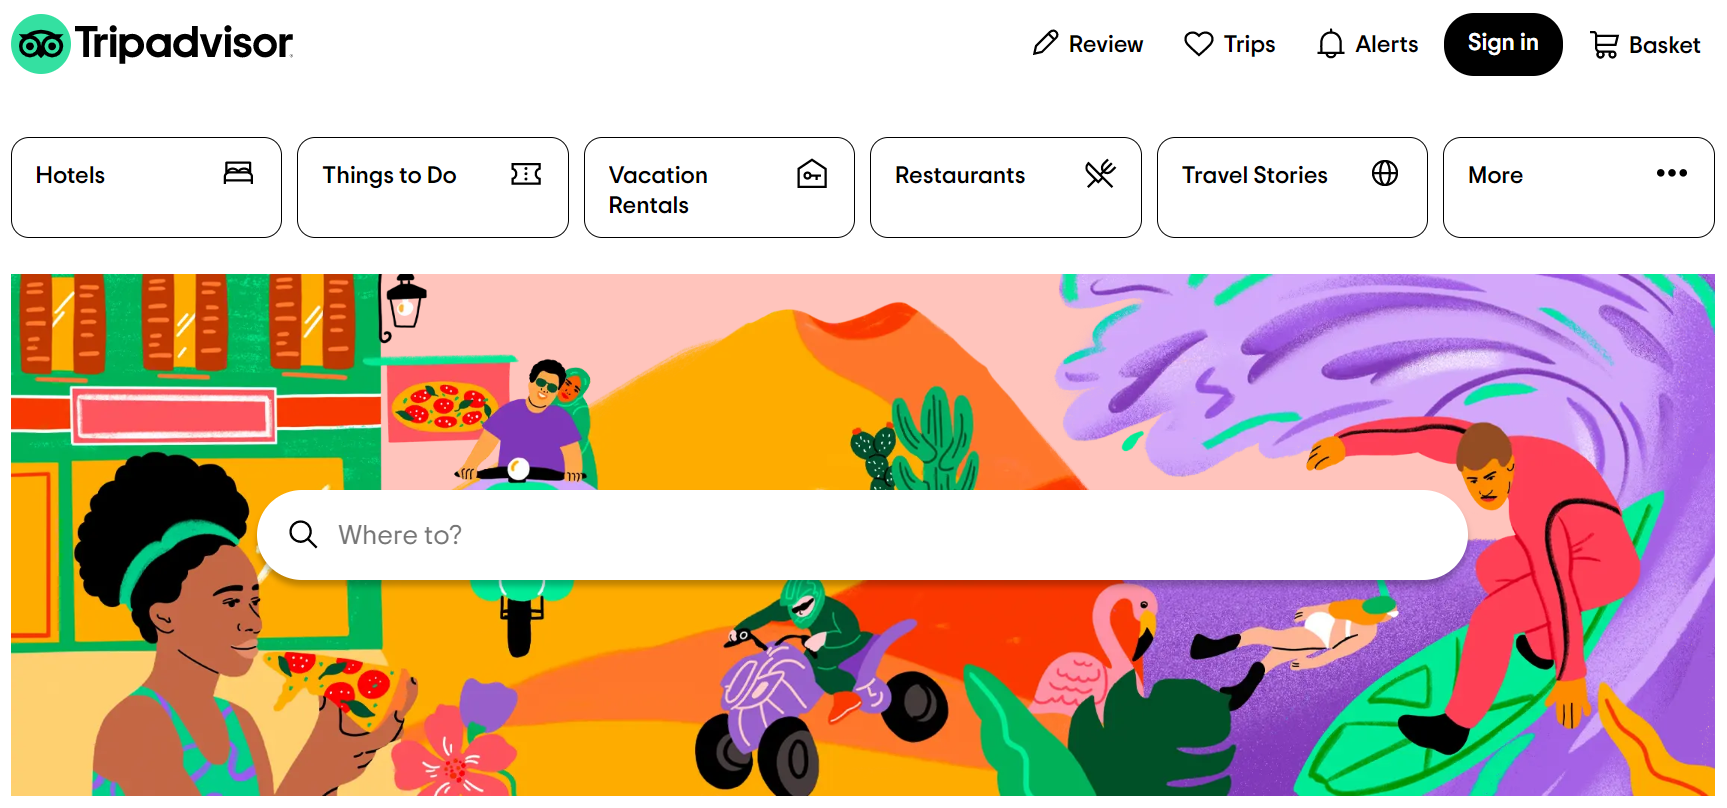 Tripadvisor
Review
Trips
Alerts
Sign in
Basket
Hotels
Things to Do
Vacation
Rentals
Restaurants
Travel Stories
More
Where to?